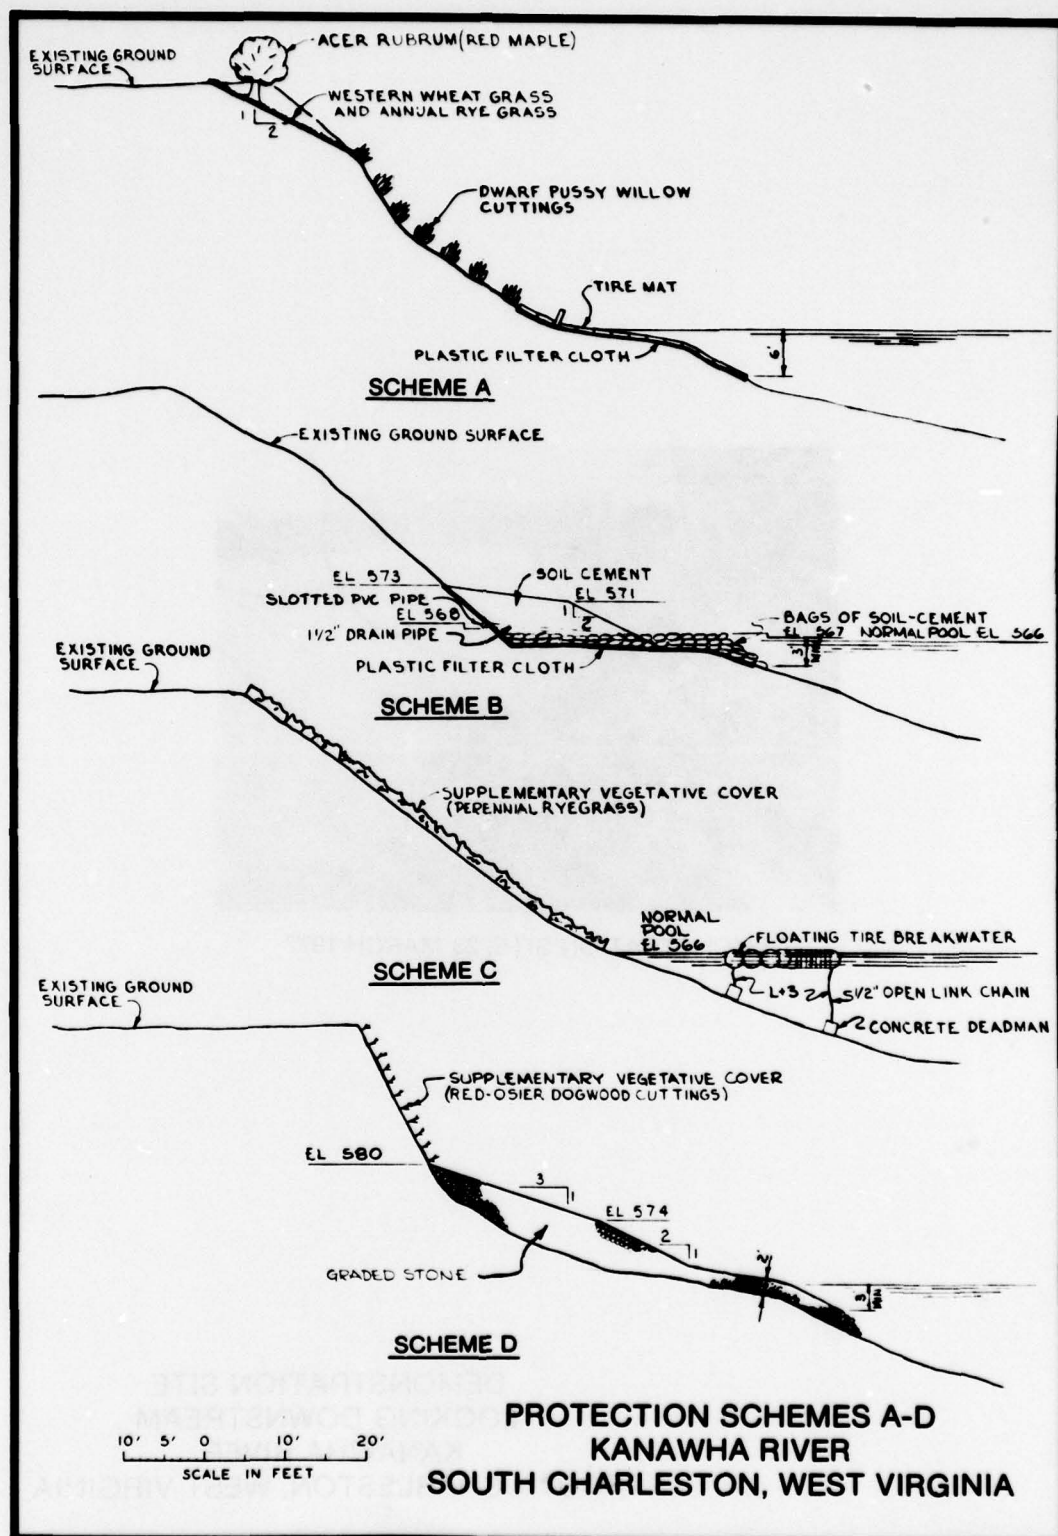 ACER RUBRUM (RED MAPLE)
EXISTING GROUND
SURFACE
WESTERN WHEAT GRASS
AND ANNUAL RYE GRASS
1
2
DWARF PUSSY WILLOW
CUTTINGS
TIRE MAT
PLASTIC FILTER CLOTH
6'
SCHEME A
EXISTING GROUND SURFACE
EL 573
SOIL CEMENT
SLOTTED PVC PIPE
EL 571
EL 568
1
2
BAGS OF SOIL-CEMENT
EL 567 NORMAL POOL EL 566
1 1/2" DRAIN PIPE
3' MIN
PLASTIC FILTER CLOTH
EXISTING GROUND
SURFACE
SCHEME B
SUPPLEMENTARY VEGETATIVE COVER
(PERENNIAL RYEGRASS)
NORMAL
POOL
EL 566
FLOATING TIRE BREAKWATER
SCHEME C
L+3
1/2" OPEN LINK CHAIN
CONCRETE DEADMAN
EXISTING GROUND
SURFACE
SUPPLEMENTARY VEGETATIVE COVER
(RED-OSIER DOGWOOD CUTTINGS)
EL 580
3
1
EL 574
2
1
GRADED STONE
2'
3 MIN
SCHEME D
PROTECTION SCHEMES A-D
KANAWHA RIVER
SOUTH CHARLESTON, WEST VIRGINIA
10' 5' 0 10' 20'
SCALE IN FEET